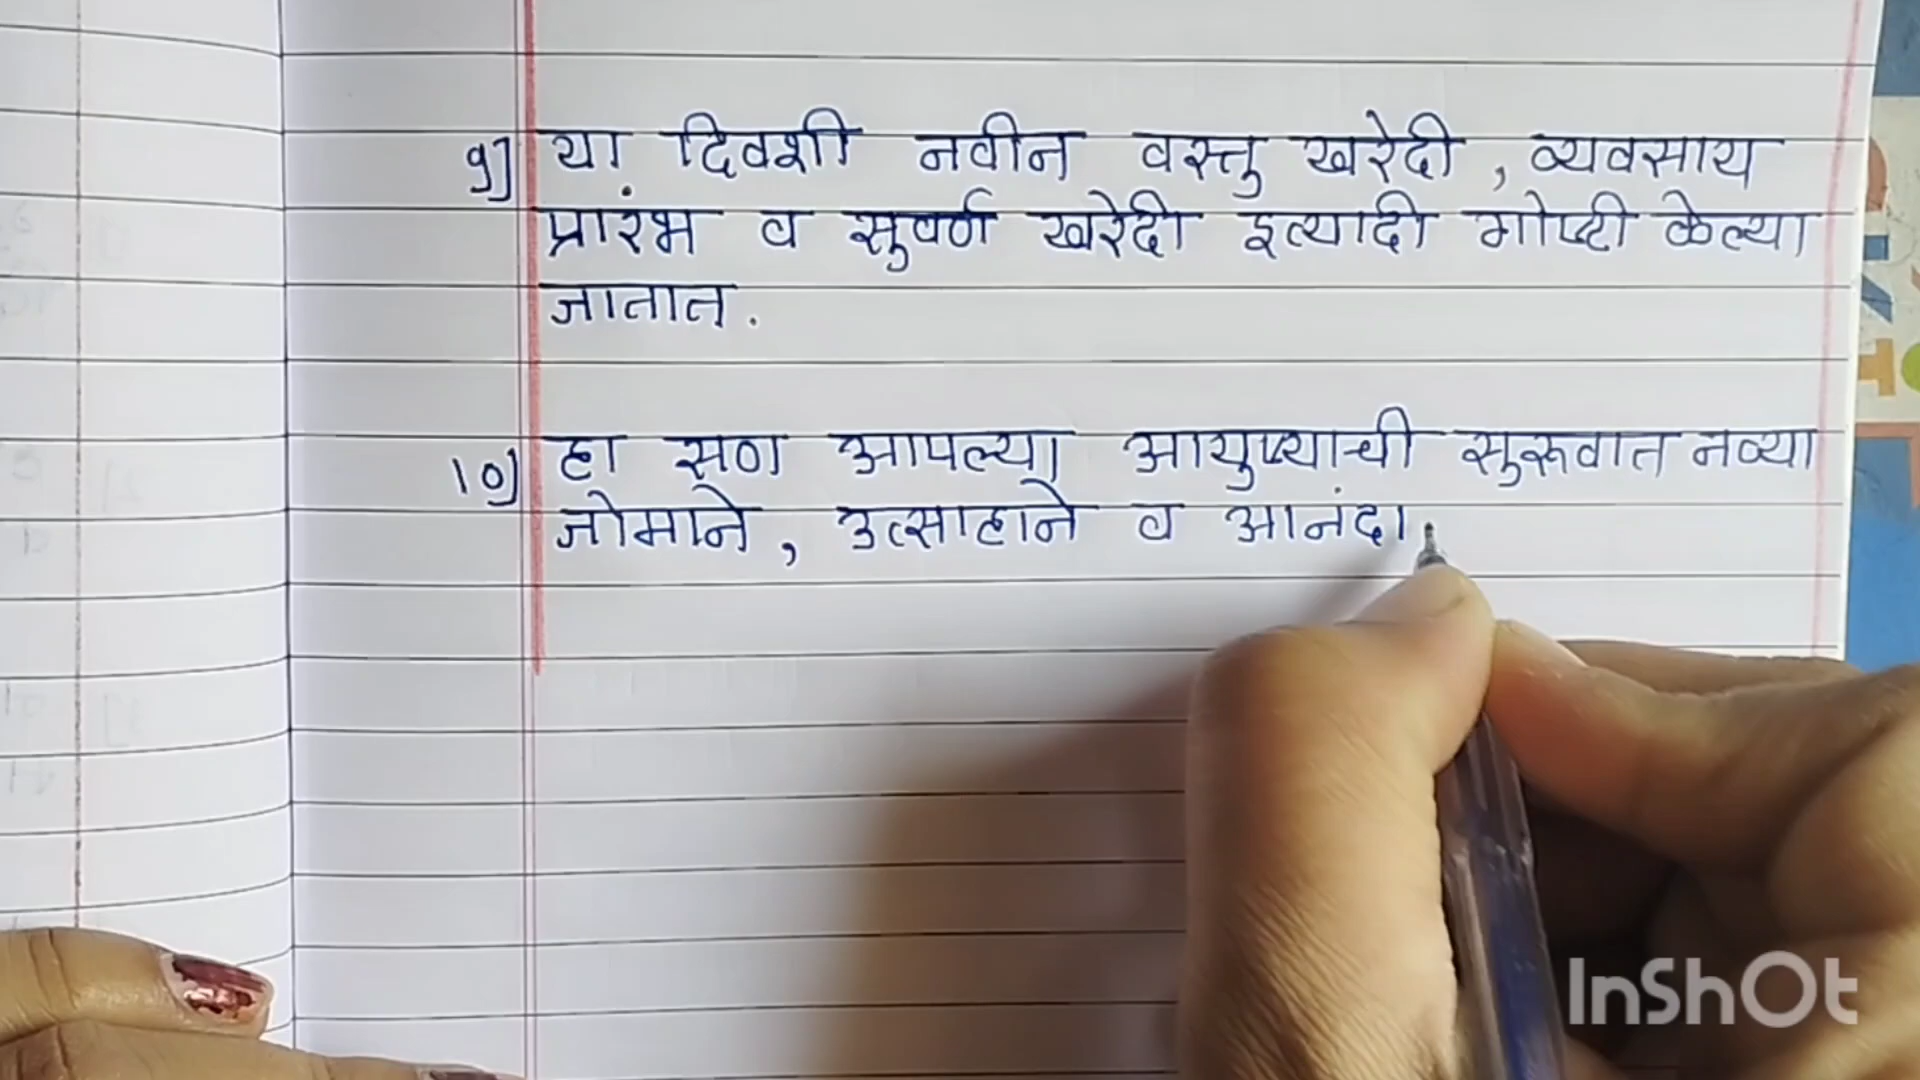 9] या दिवशी नवीन वस्तु खरेदी, व्यवसाय
प्रारंभ व सुवर्ण खरेदी इत्यादी गोष्टी केल्या
जातात.
10] हा सण आपल्या आयुष्याची सुरूवात नव्या
जोमाने, उत्साहाने व आनंदा
InShOt